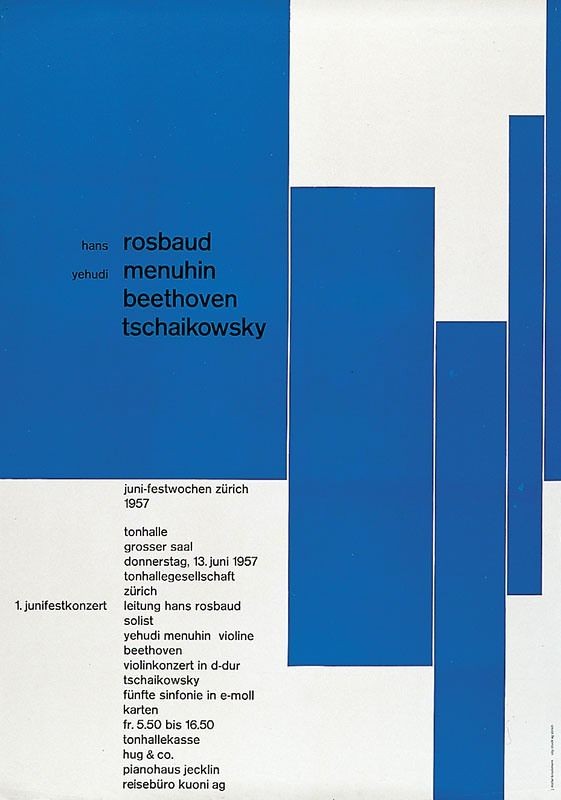 hans rosbaud
yehudi menuhin
beethoven
tschaikowsky
juni-festwochen zürich
1957
tonhalle
grosser saal
donnerstag, 13. juni 1957
tonhallegesellschaft
zürich
1. junifestkonzert leitung hans rosbaud
solist
yehudi menuhin violine
beethoven
violinkonzert in d-dur
tschaikowsky
fünfte sinfonie in e-moll
karten
fr. 5.50 bis 16.50
tonhallekasse
hug & co.
pianohaus jecklin
reisebüro kuoni ag